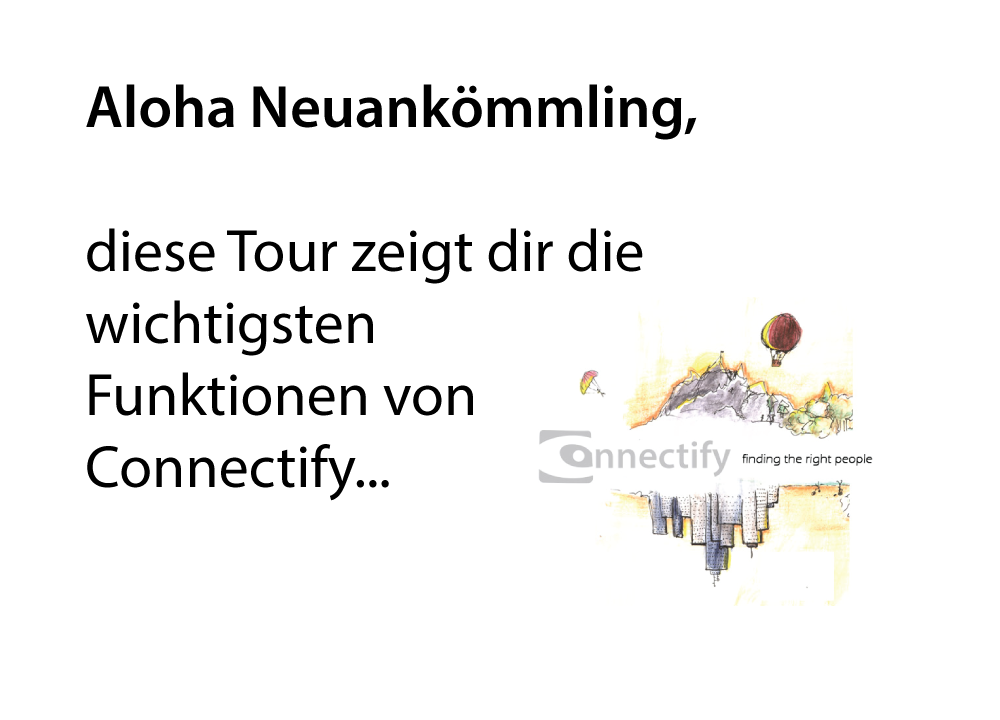 Aloha Neuankömmling,
diese Tour zeigt dir die
wichtigsten
Funktionen von
Connectify...
Connectify finding the right people